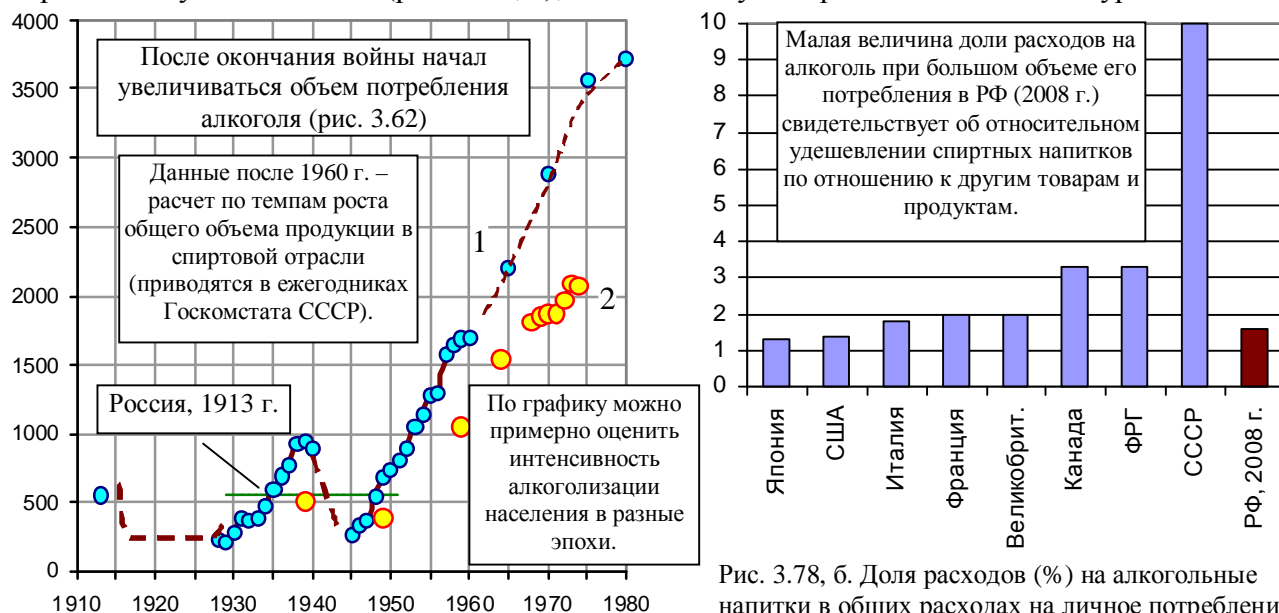 4000
3500
3000
2500
2000
1500
1000
500
0
1910 1920 1930 1940 1950 1960 1970 1980
После окончания войны начал
увеличиваться объем потребления
алкоголя (рис. 3.62)
Данные после 1960 г. –
расчет по темпам роста
общего объема продукции в
спиртовой отрасли
(приводятся в ежегодниках
Госкомстата СССР).
1
2
Россия, 1913 г.
По графику можно
примерно оценить
интенсивность
алкоголизации
населения в разные
эпохи.
10
9
8
7
6
5
4
3
2
1
0
Малая величина доли расходов на
алкоголь при большом объеме его
потребления в РФ (2008 г.)
свидетельствует об относительном
удешевлении спиртных напитков
по отношению к другим товарам и
продуктам.
Япония
США
Италия
Франция
Великобрит.
Канада
ФРГ
СССР
РФ, 2008 г.
Рис. 3.78, б. Доля расходов (%) на алкогольные
напитки в общих расходах на личное потреблени